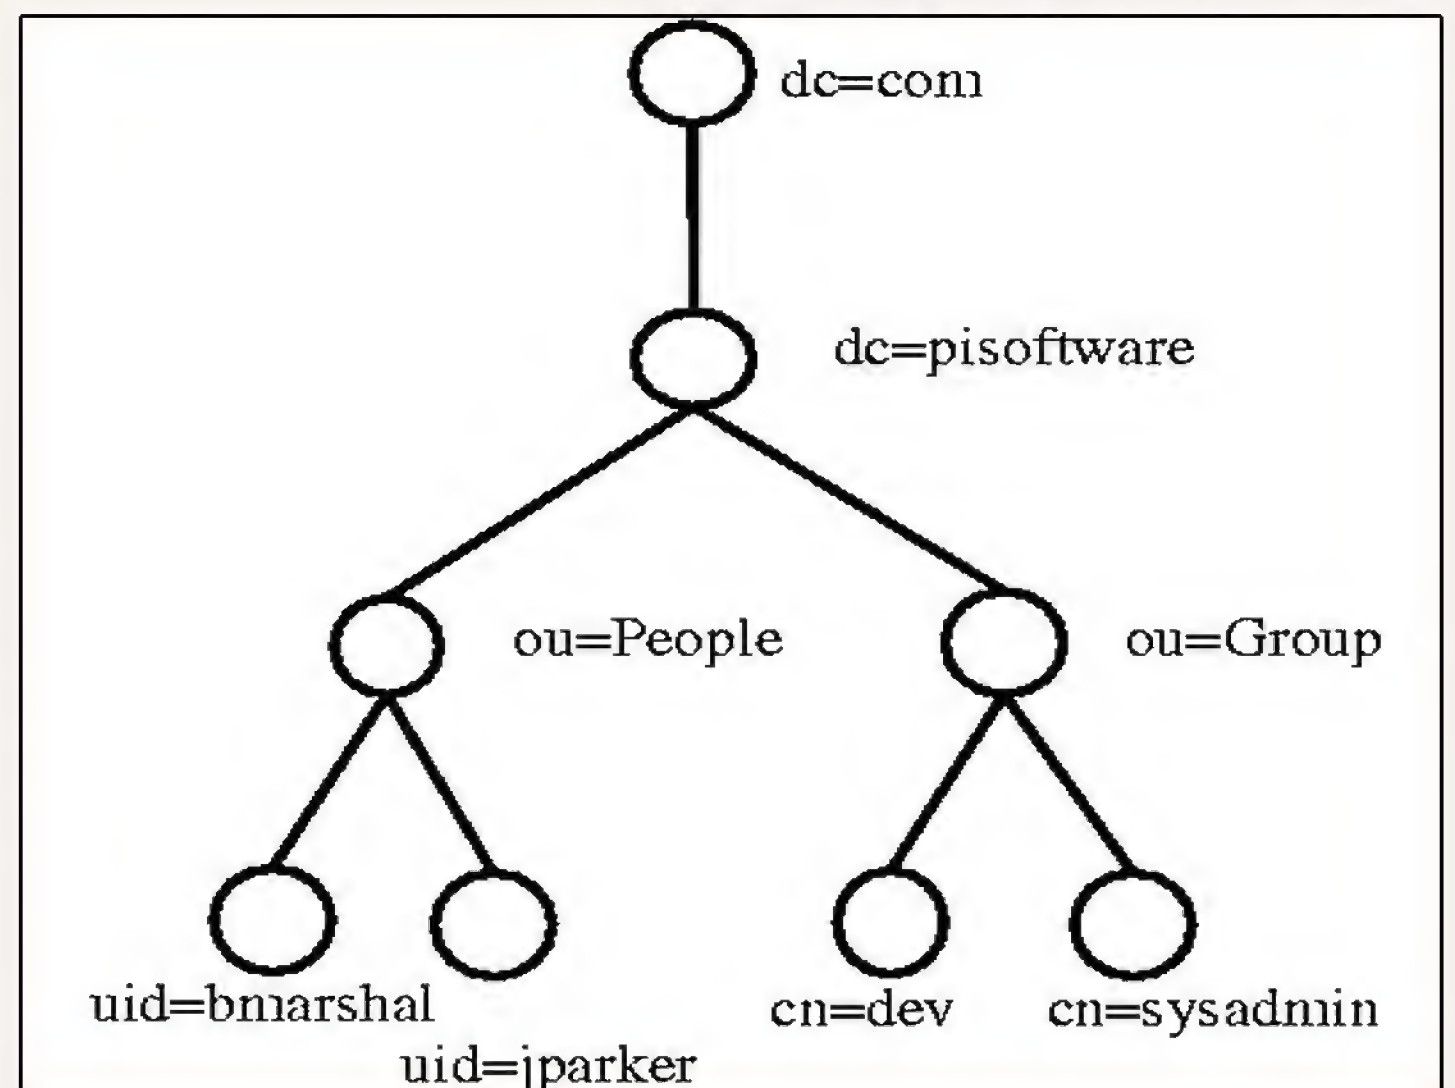 dc=com
dc=pisoftware
ou=People
ou=Group
uid=bmarshal
cn=dev
cn=sysadmin
uid=jparker